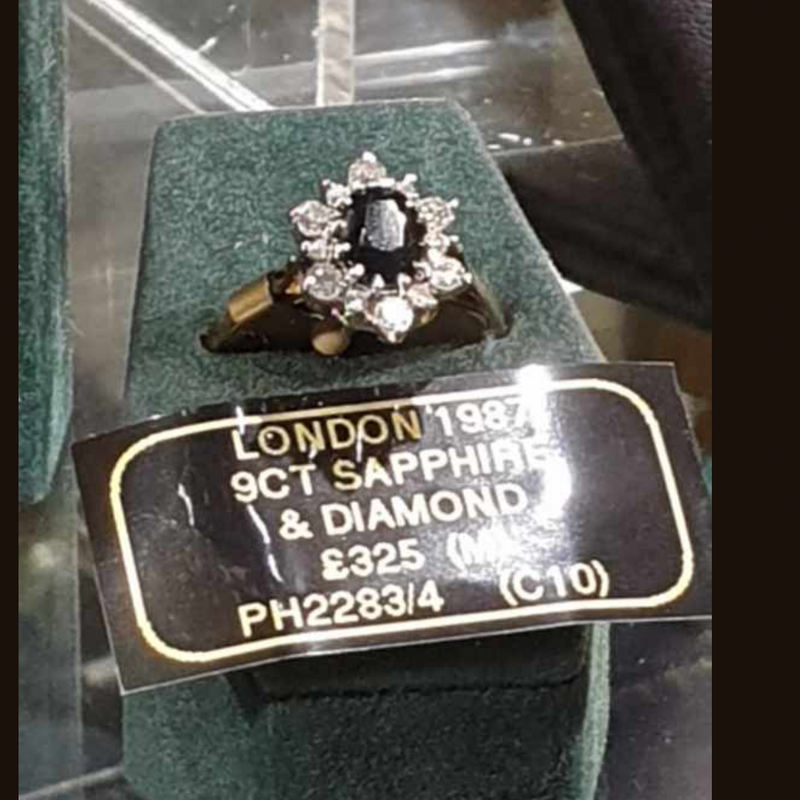 LONDON 1987
9CT SAPPHIRE
& DIAMOND
£325 (M)
PH2283/4 (C10)